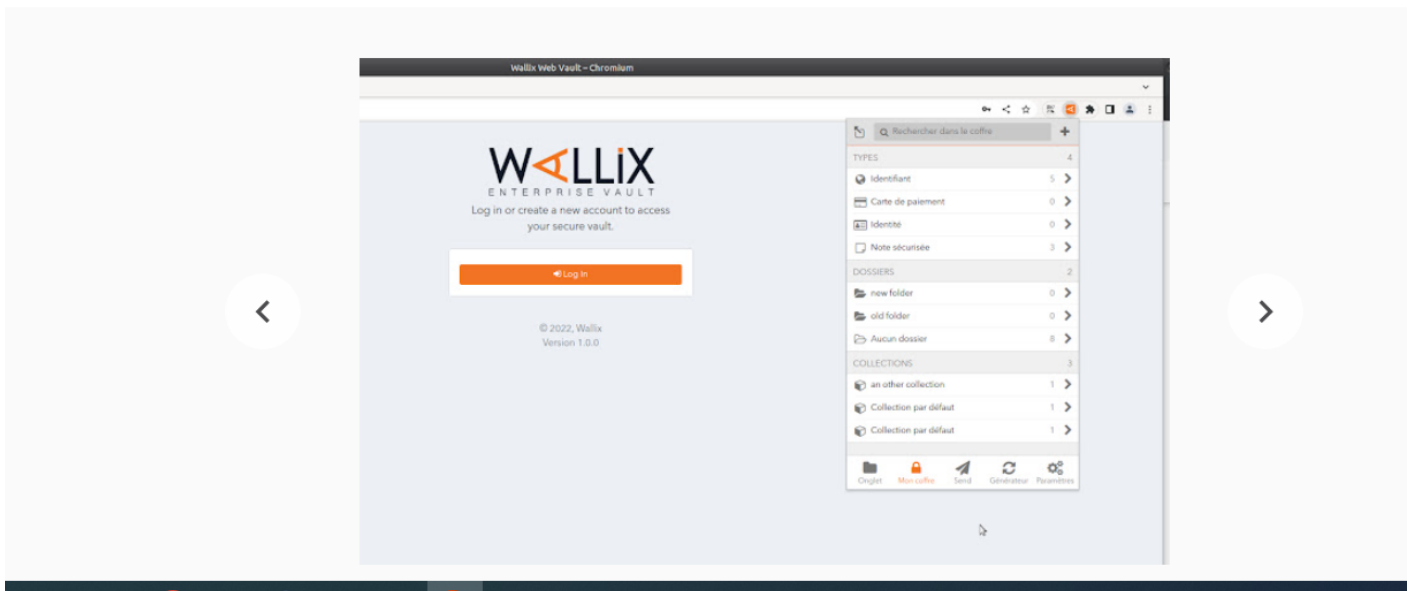 Wallix Web Vault – Chromium
WALLiX
ENTERPRISE VAULT
Log in or create a new account to access
your secure vault.
Log In
© 2022, Wallix
Version 1.0.0
Rechercher dans le coffre
TYPES 4
Identifiant 5
Carte de paiement 0
Identité 0
Note sécurisée 3
DOSSIERS 2
new folder 0
old folder 0
Aucun dossier 8
COLLECTIONS 3
an other collection 1
Collection par défaut 1
Collection par défaut 1
Onglet Mon coffre Send Générateur Paramètres